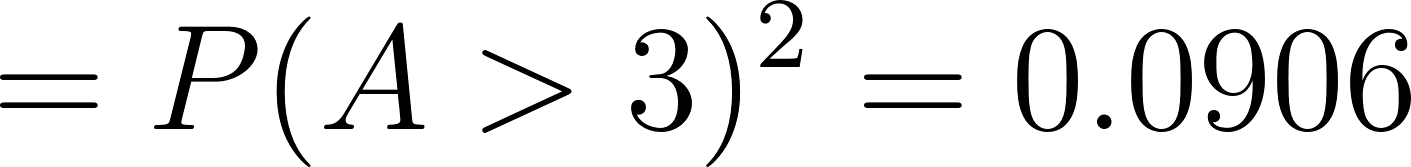 = P(A > 3)² = 0.0906